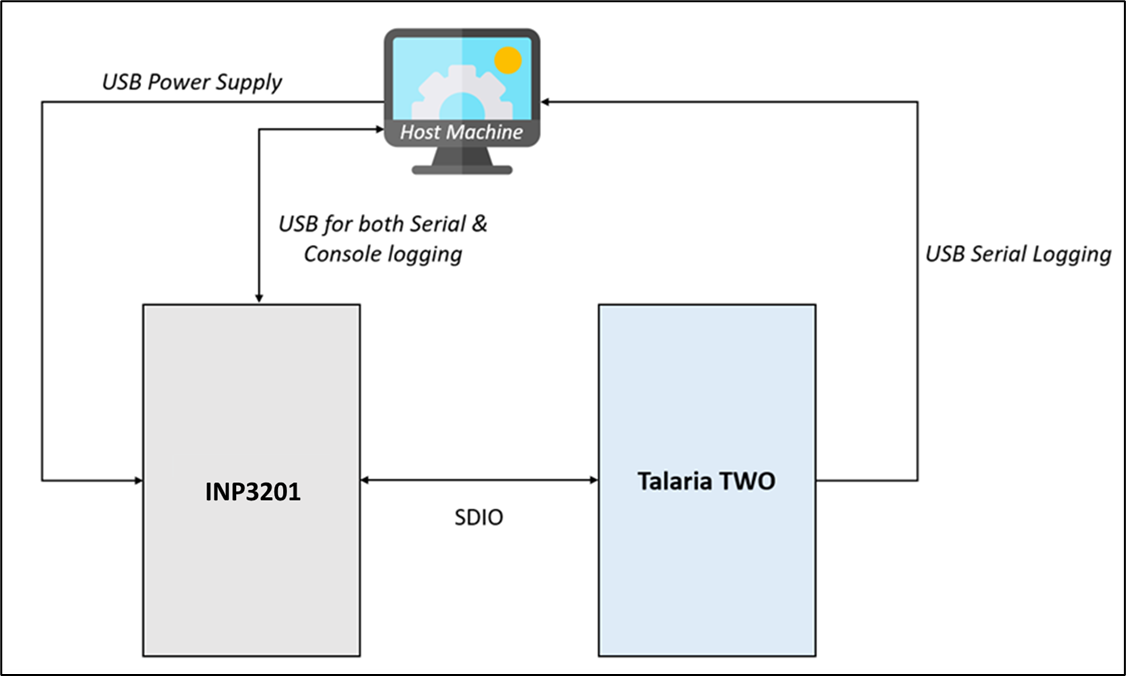 USB Power Supply
Host Machine
USB for both Serial &
Console logging
USB Serial Logging
INP3201
SDIO
Talaria TWO